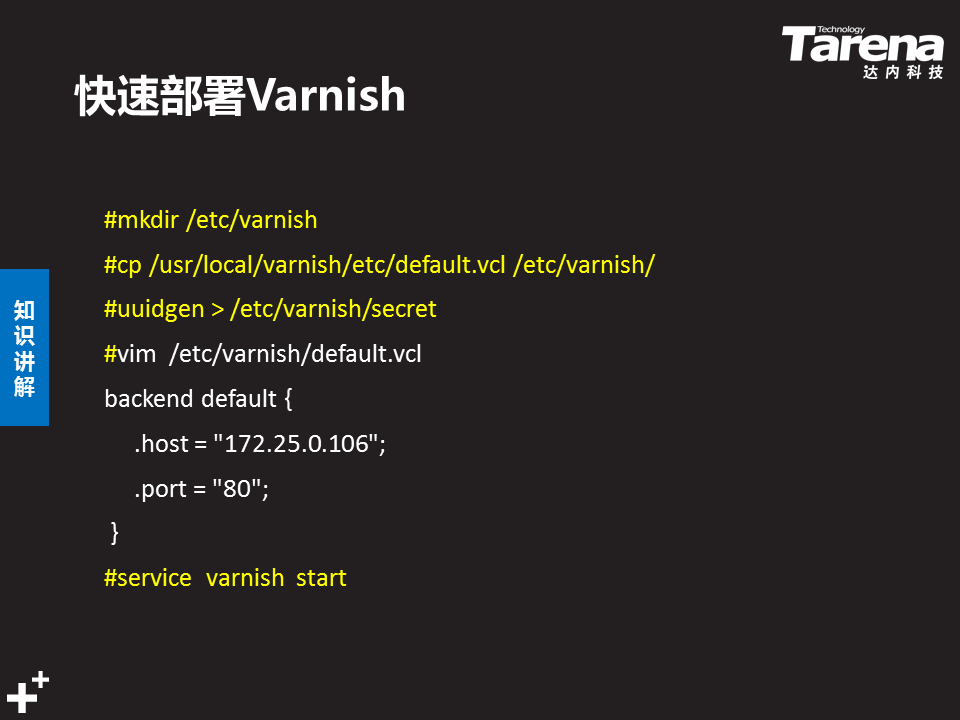 Technology
Tarena
达内科技
快速部署Varnish
#mkdir /etc/varnish
#cp /usr/local/varnish/etc/default.vcl /etc/varnish/
#uuidgen > /etc/varnish/secret
#vim  /etc/varnish/default.vcl
backend default {
.host = "172.25.0.106";
.port = "80";
}
#service  varnish  start
知
识
讲
解